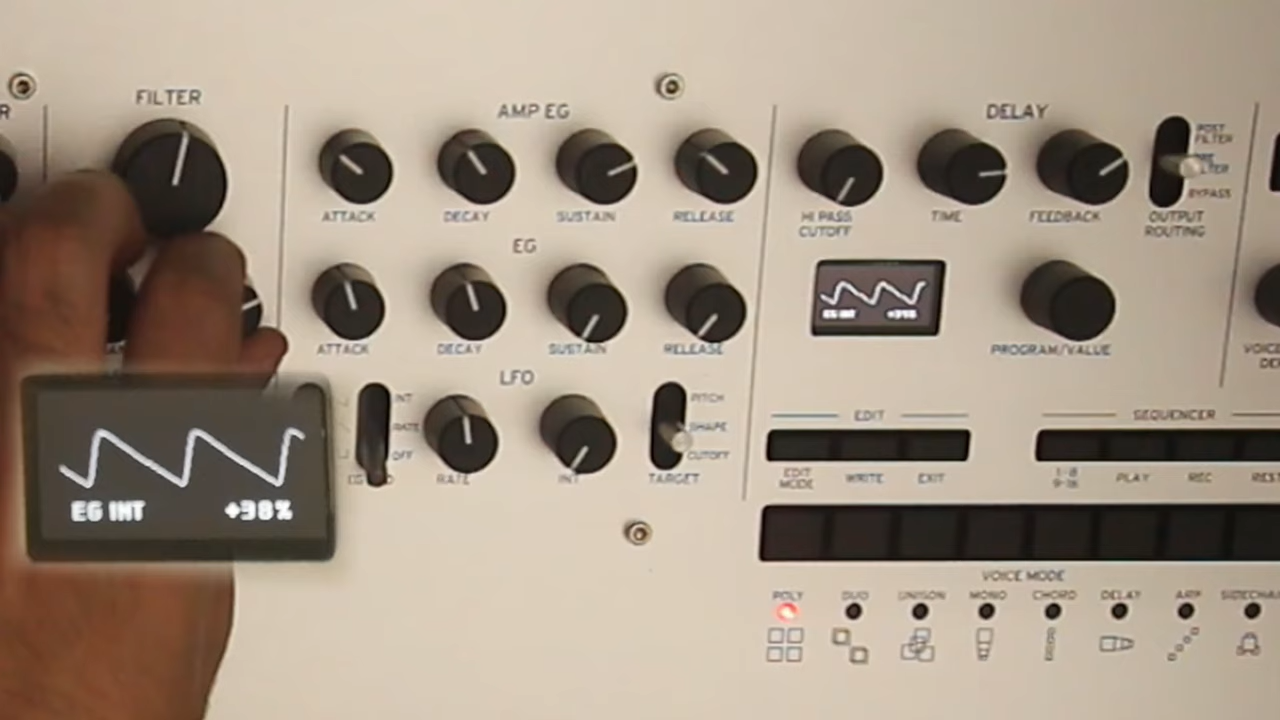 FILTER
AMP EG
DELAY
POST
FILTER
BYPASS
ATTACK
DECAY
SUSTAIN
RELEASE
HI PASS
CUTOFF
TIME
FEEDBACK
OUTPUT
ROUTING
EG
EG INT
ATTACK
DECAY
SUSTAIN
RELEASE
PROGRAM/VALUE
LFO
INT
RATE
OFF
PITCH
SHAPE
CUTOFF
RATE
INT
TARGET
EDIT
SEQUENCER
EDIT
MODE
WRITE
EXIT
1-8
9-16
PLAY
REC
EG INT +38%
VOICE MODE
POLY
DUO
UNISON
MONO
CHORD
DELAY
ARP